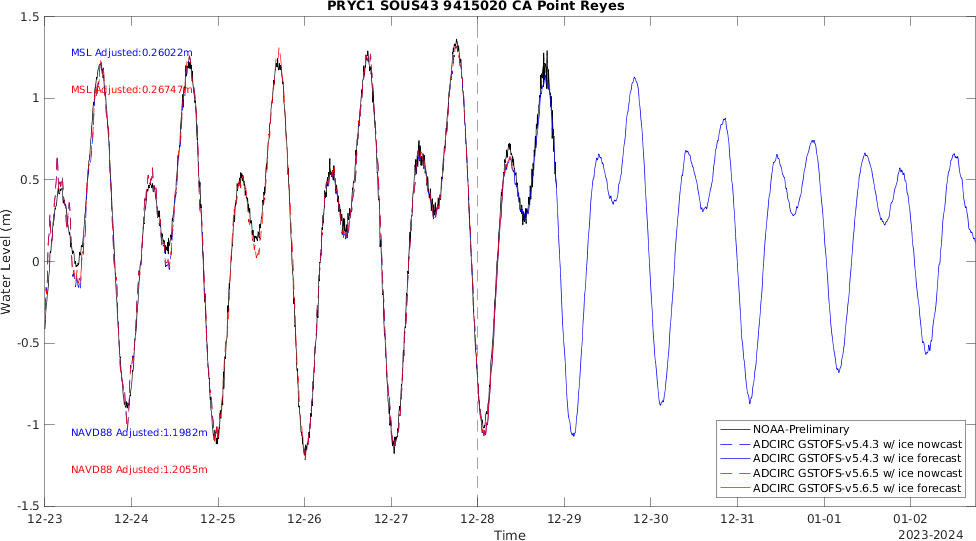 PRYC1 SOUS43 9415020 CA Point Reyes
1.5
1
0.5
0
-0.5
-1
-1.5
Water Level (m)
MSL Adjusted:0.26022m
MSL Adjusted:0.26747m
NAVD88 Adjusted:1.1982m
NAVD88 Adjusted:1.2055m
NOAA-Preliminary
ADCIRC GSTOFS-v5.4.3 w/ ice nowcast
ADCIRC GSTOFS-v5.4.3 w/ ice forecast
ADCIRC GSTOFS-v5.6.5 w/ ice nowcast
ADCIRC GSTOFS-v5.6.5 w/ ice forecast
12-23 12-24 12-25 12-26 12-27 12-28 12-29 12-30 12-31 01-01 01-02
Time
2023-2024